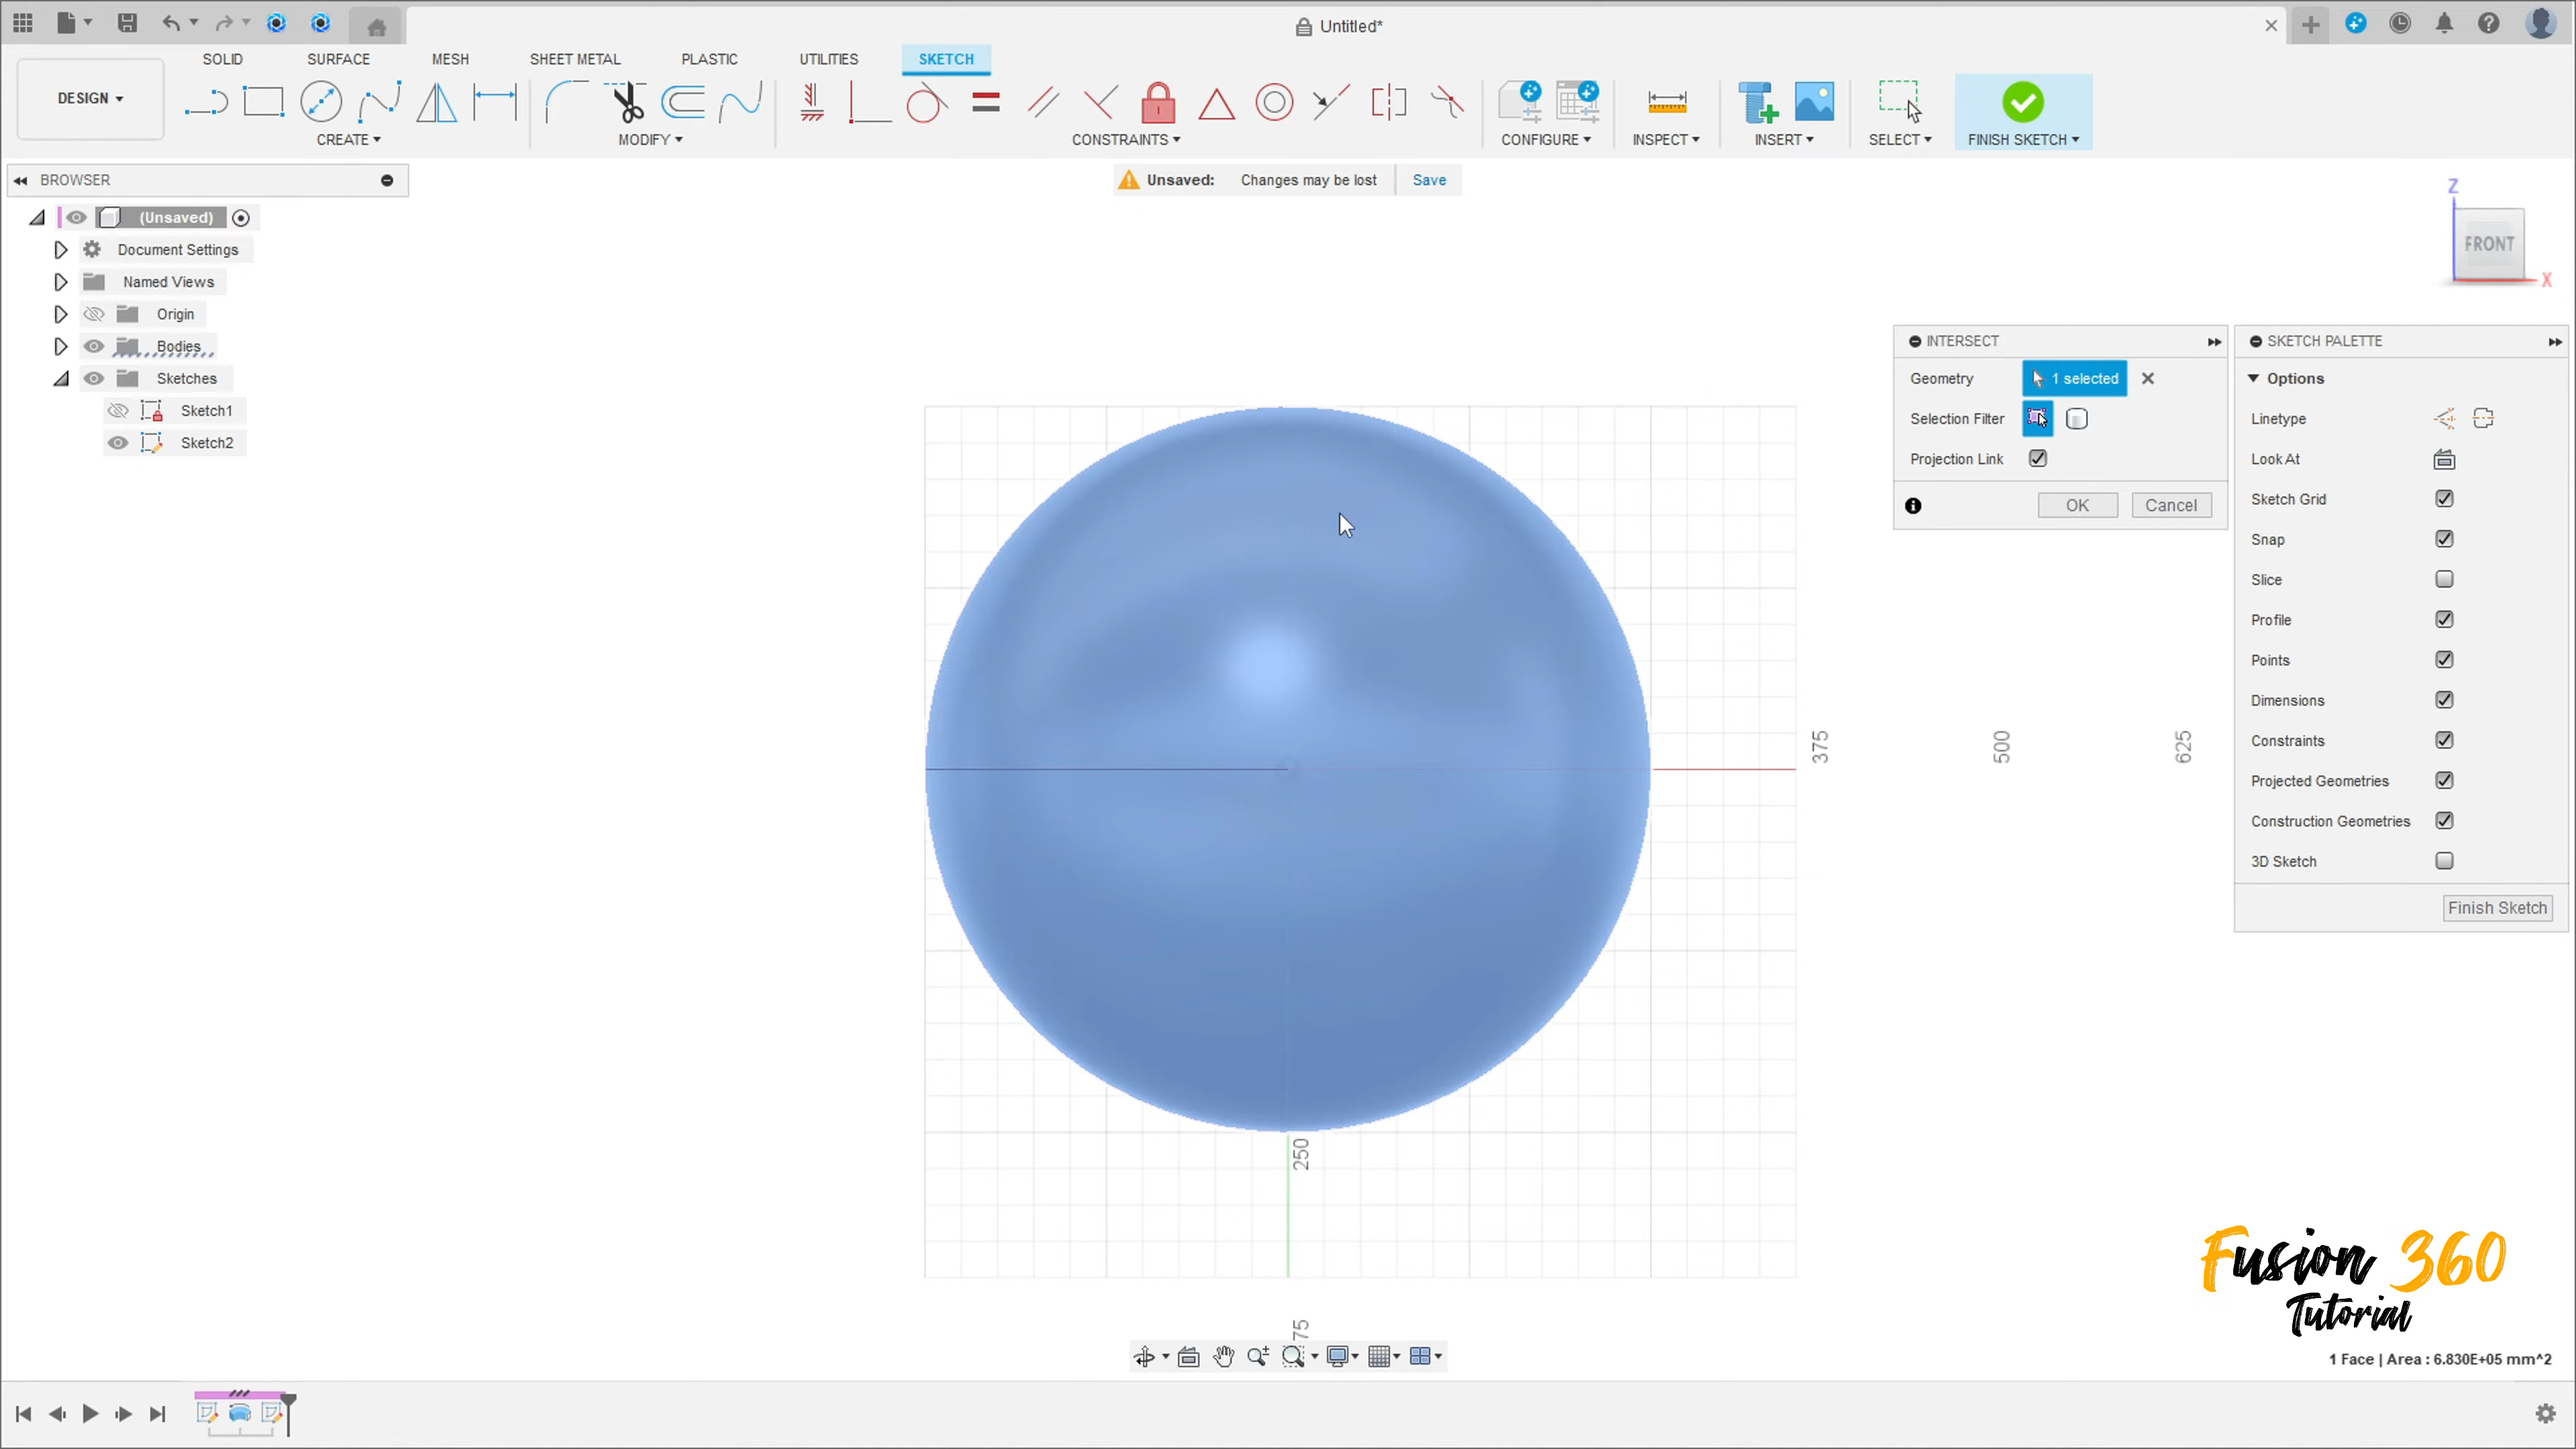 Untitled*
SOLID SURFACE MESH SHEET METAL PLASTIC UTILITIES SKETCH
DESIGN
CREATE MODIFY CONSTRAINTS CONFIGURE INSPECT INSERT SELECT FINISH SKETCH
BROWSER
Unsaved: Changes may be lost Save
(Unsaved)
Document Settings
Named Views
Origin
Bodies
Sketches
Sketch1
Sketch2
Z
FRONT
X
INTERSECT
Geometry 1 selected
Selection Filter
Projection Link
OK Cancel
SKETCH PALETTE
Options
Linetype
Look At
Sketch Grid
Snap
Slice
Profile
Points
Dimensions
Constraints
Projected Geometries
Construction Geometries
3D Sketch
Finish Sketch
375
500
625
250
75
Fusion 360
Tutorial
1 Face | Area : 6.830E+05 mm^2